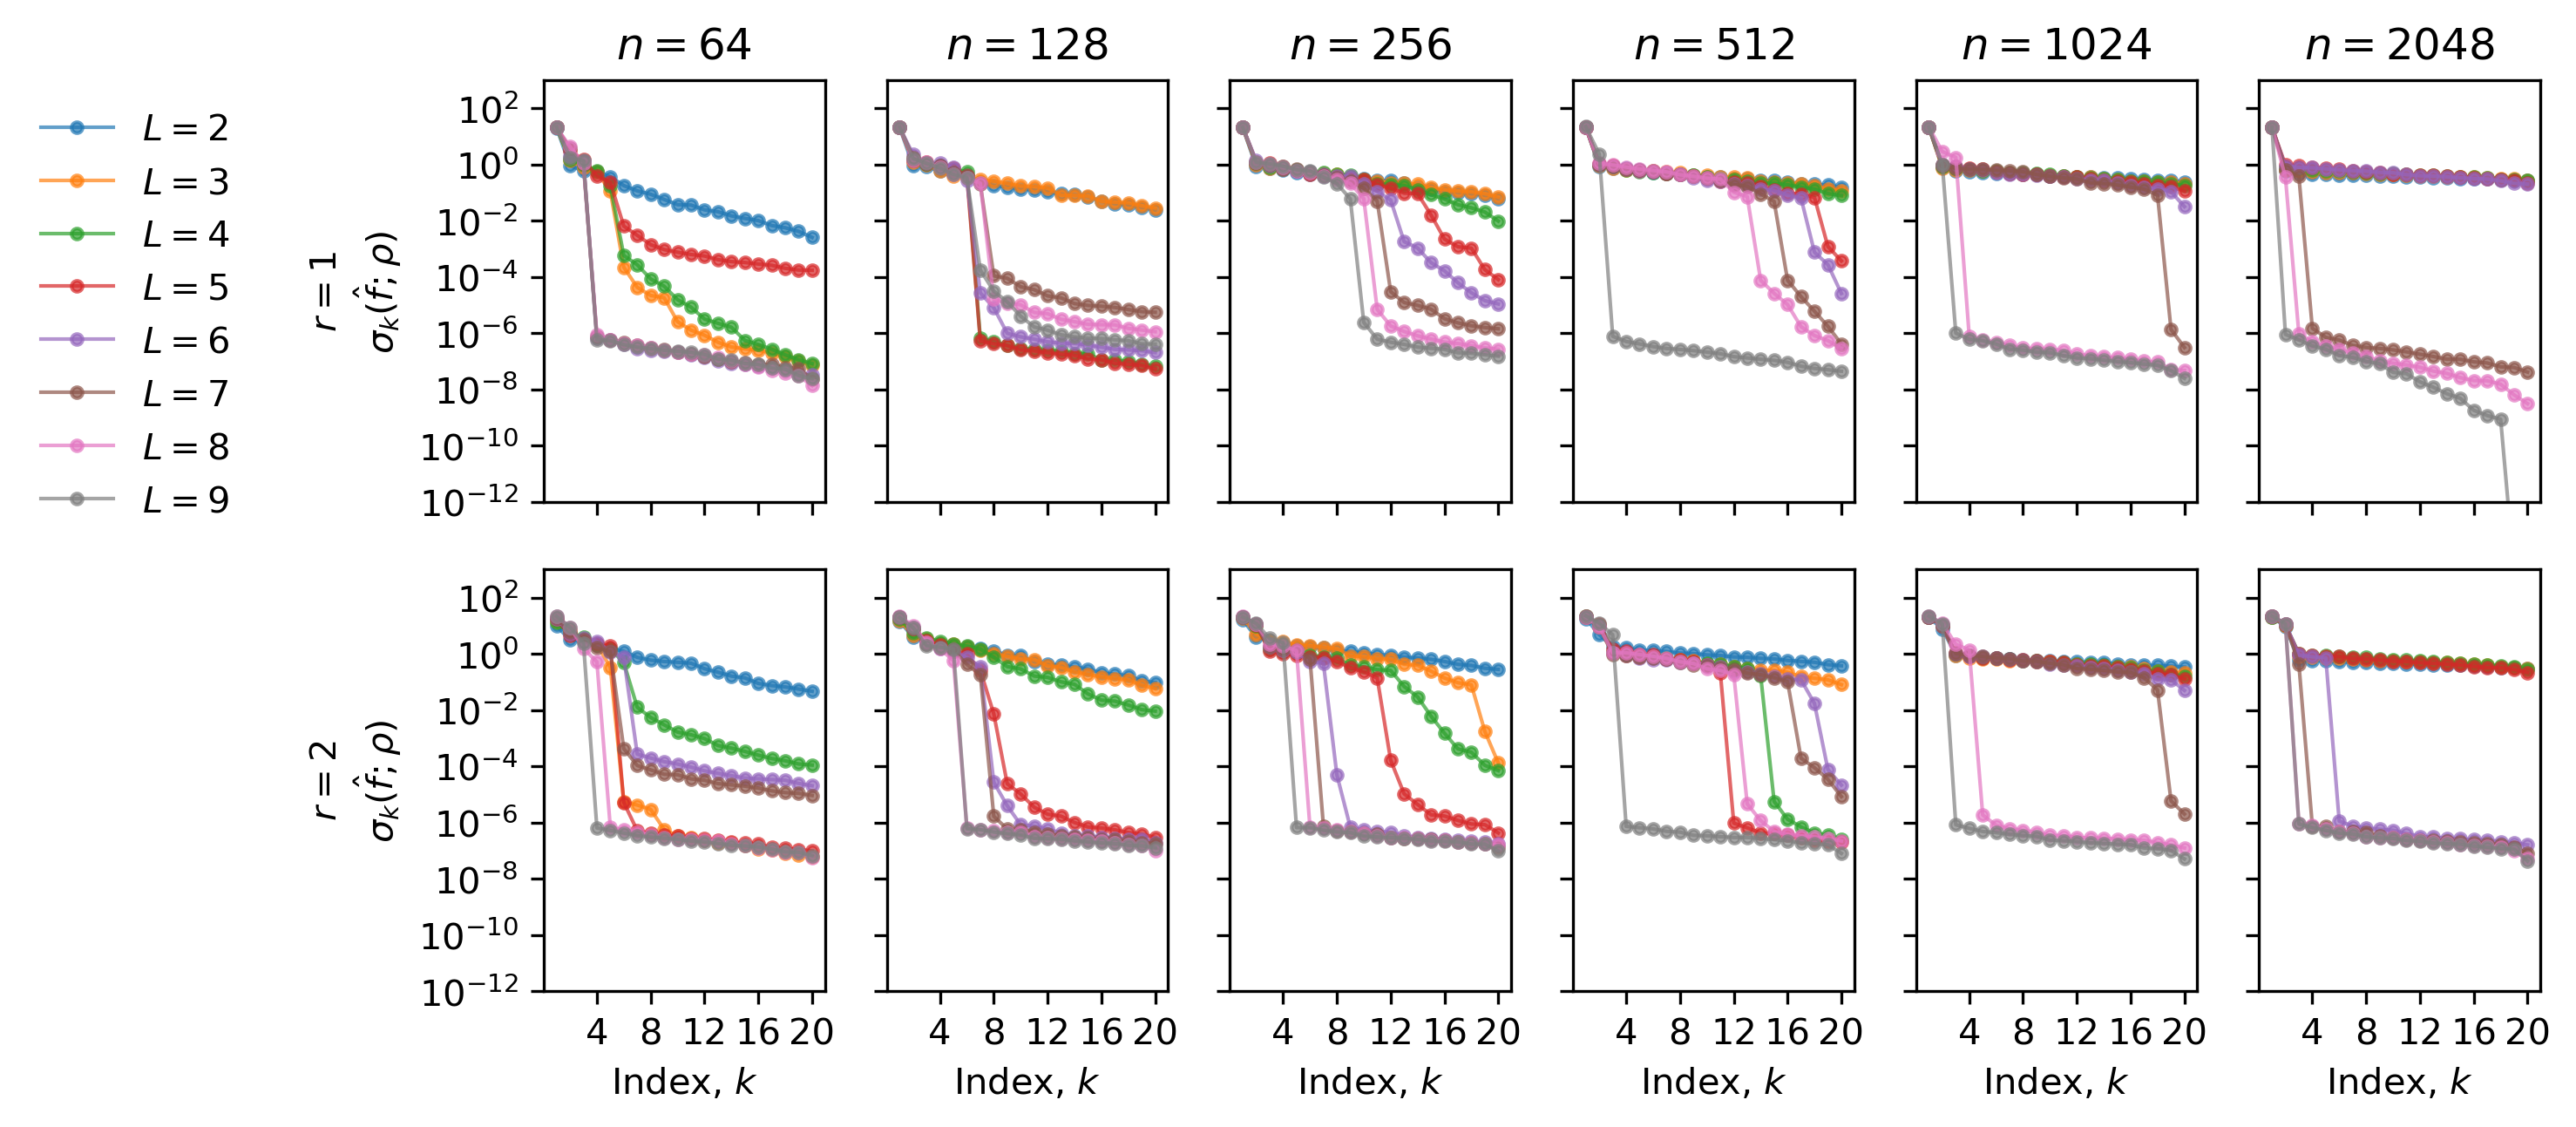 n = 64
n = 128
n = 256
n = 512
n = 1024
n = 2048
L = 2
L = 3
L = 4
L = 5
L = 6
L = 7
L = 8
L = 9
r = 1
σ_k(f̂; ρ)
10^2
10^0
10^−2
10^−4
10^−6
10^−8
10^−10
10^−12
r = 2
σ_k(f̂; ρ)
10^2
10^0
10^−2
10^−4
10^−6
10^−8
10^−10
10^−12
4 8 12 16 20
4 8 12 16 20
4 8 12 16 20
4 8 12 16 20
4 8 12 16 20
4 8 12 16 20
Index, k
Index, k
Index, k
Index, k
Index, k
Index, k